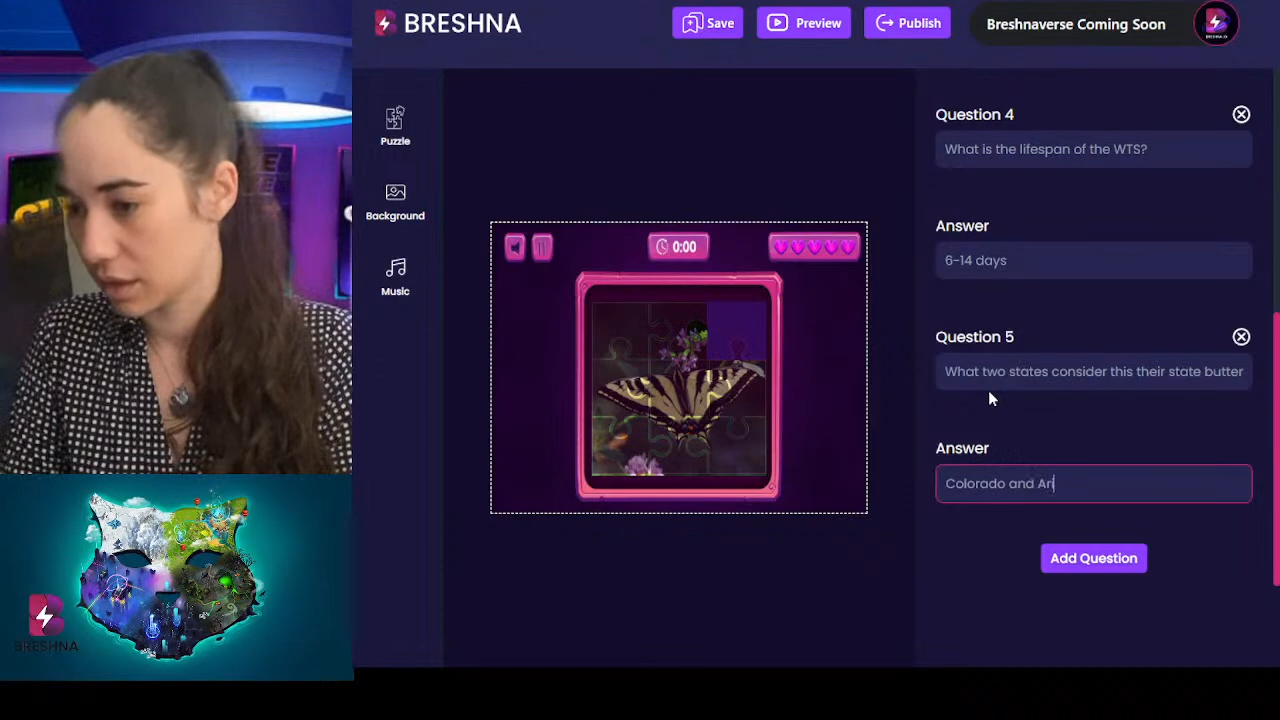 BRESHNA
Save
Preview
Publish
Breshnaverse Coming Soon
Puzzle
Background
Music
0:00
Question 4
What is the lifespan of the WTS?
Answer
6-14 days
Question 5
What two states consider this their state butter
Answer
Colorado and Ari
Add Question
BRESHNA